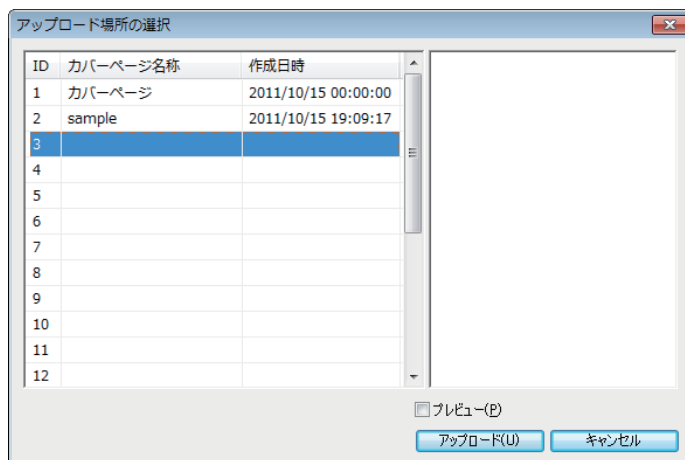 アップロード場所の選択
ID カバーページ名称 作成日時
1 カバーページ 2011/10/15 00:00:00
2 sample 2011/10/15 19:09:17
3
4
5
6
7
8
9
10
11
12
プレビュー(P)
アップロード(U) キャンセル